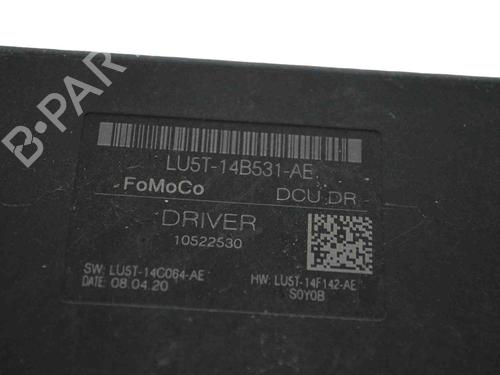 B-PARTS
LU5T-14B531-AE
FoMoCo DCU DR
DRIVER
10522530
SW: LU5T-14C064-AE
DATE: 08.04.20
HW: LU5T-14F142-AE
S0Y0B